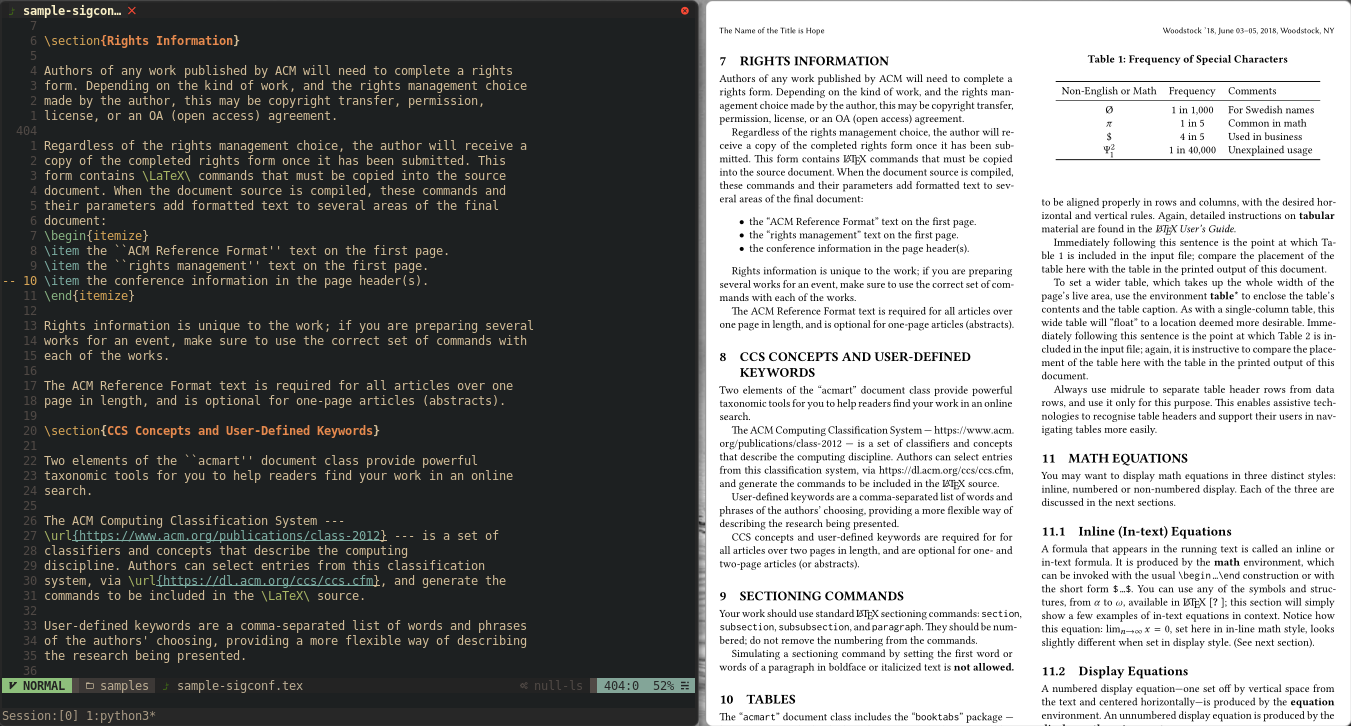 sample-sigcon… ✕
7
6 \section{Rights Information}
5
4 Authors of any work published by ACM will need to complete a rights
3 form. Depending on the kind of work, and the rights management choice
2 made by the author, this may be copyright transfer, permission,
1 license, or an OA (open access) agreement.
404
1 Regardless of the rights management choice, the author will receive a
2 copy of the completed rights form once it has been submitted. This
3 form contains \LaTeX\ commands that must be copied into the source
4 document. When the document source is compiled, these commands and
5 their parameters add formatted text to several areas of the final
6 document:
7 \begin{itemize}
8 \item the ``ACM Reference Format'' text on the first page.
9 \item the ``rights management'' text on the first page.
-- 10 \item the conference information in the page header(s).
11 \end{itemize}
12
13 Rights information is unique to the work; if you are preparing several
14 works for an event, make sure to use the correct set of commands with
15 each of the works.
16
17 The ACM Reference Format text is required for all articles over one
18 page in length, and is optional for one-page articles (abstracts).
19
20 \section{CCS Concepts and User-Defined Keywords}
21
22 Two elements of the ``acmart'' document class provide powerful
23 taxonomic tools for you to help readers find your work in an online
24 search.
25
26 The ACM Computing Classification System ---
27 \url{https://www.acm.org/publications/class-2012} --- is a set of
28 classifiers and concepts that describe the computing
29 discipline. Authors can select entries from this classification
30 system, via \url{https://dl.acm.org/ccs/ccs.cfm}, and generate the
31 commands to be included in the \LaTeX\ source.
32
33 User-defined keywords are a comma-separated list of words and phrases
34 of the authors' choosing, providing a more flexible way of describing
35 the research being presented.
36
NORMAL samples sample-sigconf.tex null-ls 404:0 52%
Session:[0] 1:python3*
The Name of the Title is Hope
Woodstock '18, June 03–05, 2018, Woodstock, NY
7 RIGHTS INFORMATION
Authors of any work published by ACM will need to complete a
rights form. Depending on the kind of work, and the rights man-
agement choice made by the author, this may be copyright transfer,
permission, license, or an OA (open access) agreement.
Regardless of the rights management choice, the author will re-
ceive a copy of the completed rights form once it has been sub-
mitted. This form contains LaTeX commands that must be copied
into the source document. When the document source is compiled,
these commands and their parameters add formatted text to sev-
eral areas of the final document:
• the “ACM Reference Format” text on the first page.
• the “rights management” text on the first page.
• the conference information in the page header(s).
Rights information is unique to the work; if you are preparing
several works for an event, make sure to use the correct set of com-
mands with each of the works.
The ACM Reference Format text is required for all articles over
one page in length, and is optional for one-page articles (abstracts).
8 CCS CONCEPTS AND USER-DEFINED
KEYWORDS
Two elements of the “acmart” document class provide powerful
taxonomic tools for you to help readers find your work in an online
search.
The ACM Computing Classification System — https://www.acm.
org/publications/class-2012 — is a set of classifiers and concepts
that describe the computing discipline. Authors can select entries
from this classification system, via https://dl.acm.org/ccs/ccs.cfm,
and generate the commands to be included in the LaTeX source.
User-defined keywords are a comma-separated list of words and
phrases of the authors’ choosing, providing a more flexible way of
describing the research being presented.
CCS concepts and user-defined keywords are required for for
all articles over two pages in length, and are optional for one- and
two-page articles (or abstracts).
9 SECTIONING COMMANDS
Your work should use standard LaTeX sectioning commands: section,
subsection, subsubsection, and paragraph. They should be num-
bered; do not remove the numbering from the commands.
Simulating a sectioning command by setting the first word or
words of a paragraph in boldface or italicized text is not allowed.
10 TABLES
The “acmart” document class includes the “booktabs” package —
Table 1: Frequency of Special Characters
Non-English or Math Frequency Comments
Ø 1 in 1,000 For Swedish names
π 1 in 5 Common in math
$ 4 in 5 Used in business
Ψ²₁ 1 in 40,000 Unexplained usage
to be aligned properly in rows and columns, with the desired hor-
izontal and vertical rules. Again, detailed instructions on tabular
material are found in the LaTeX User’s Guide.
Immediately following this sentence is the point at which Ta-
ble 1 is included in the input file; compare the placement of the
table here with the table in the printed output of this document.
To set a wider table, which takes up the whole width of the
page’s live area, use the environment table* to enclose the table’s
contents and the table caption. As with a single-column table, this
wide table will “float” to a location deemed more desirable. Imme-
diately following this sentence is the point at which Table 2 is in-
cluded in the input file; again, it is instructive to compare the place-
ment of the table here with the table in the printed output of this
document.
Always use midrule to separate table header rows from data
rows, and use it only for this purpose. This enables assistive tech-
nologies to recognise table headers and support their users in nav-
igating tables more easily.
11 MATH EQUATIONS
You may want to display math equations in three distinct styles:
inline, numbered or non-numbered display. Each of the three are
discussed in the next sections.
11.1 Inline (In-text) Equations
A formula that appears in the running text is called an inline or
in-text formula. It is produced by the math environment, which
can be invoked with the usual \begin…\end construction or with
the short form $…$. You can use any of the symbols and struc-
tures, from α to ω, available in LaTeX [? ]; this section will simply
show a few examples of in-text equations in context. Notice how
this equation: limn→∞ x = 0, set here in in-line math style, looks
slightly different when set in display style. (See next section).
11.2 Display Equations
A numbered display equation—one set off by vertical space from
the text and centered horizontally—is produced by the equation
environment. An unnumbered display equation is produced by the